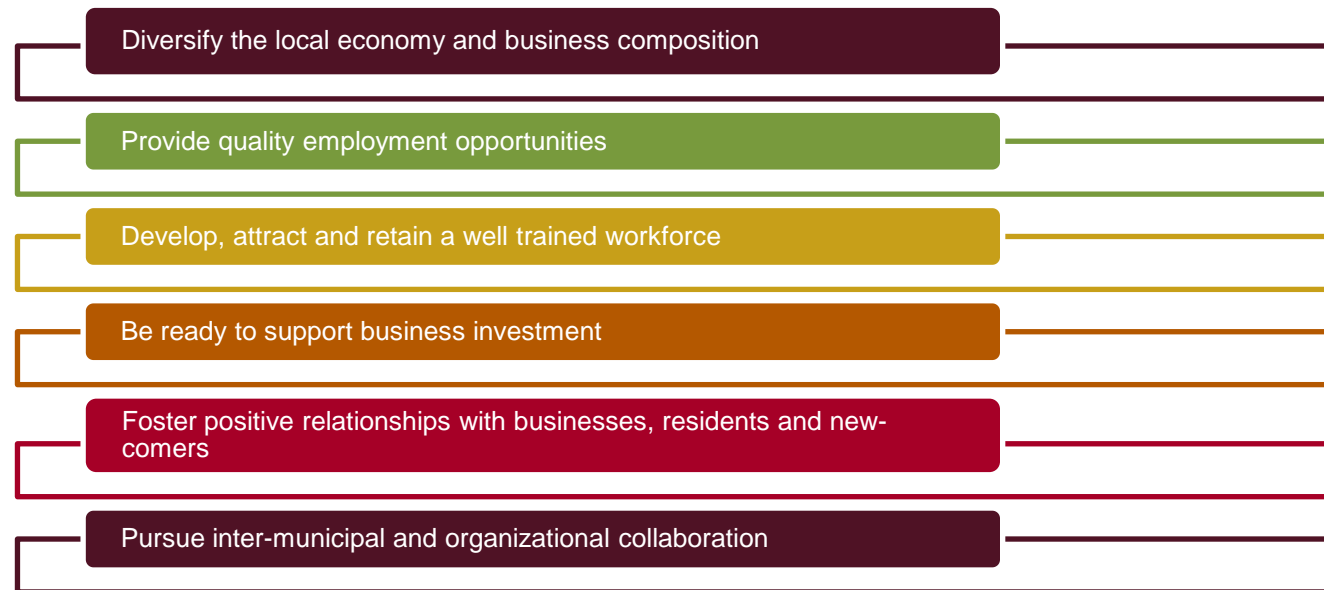 Diversify the local economy and business composition
Provide quality employment opportunities
Develop, attract and retain a well trained workforce
Be ready to support business investment
Foster positive relationships with businesses, residents and new-
comers
Pursue inter-municipal and organizational collaboration